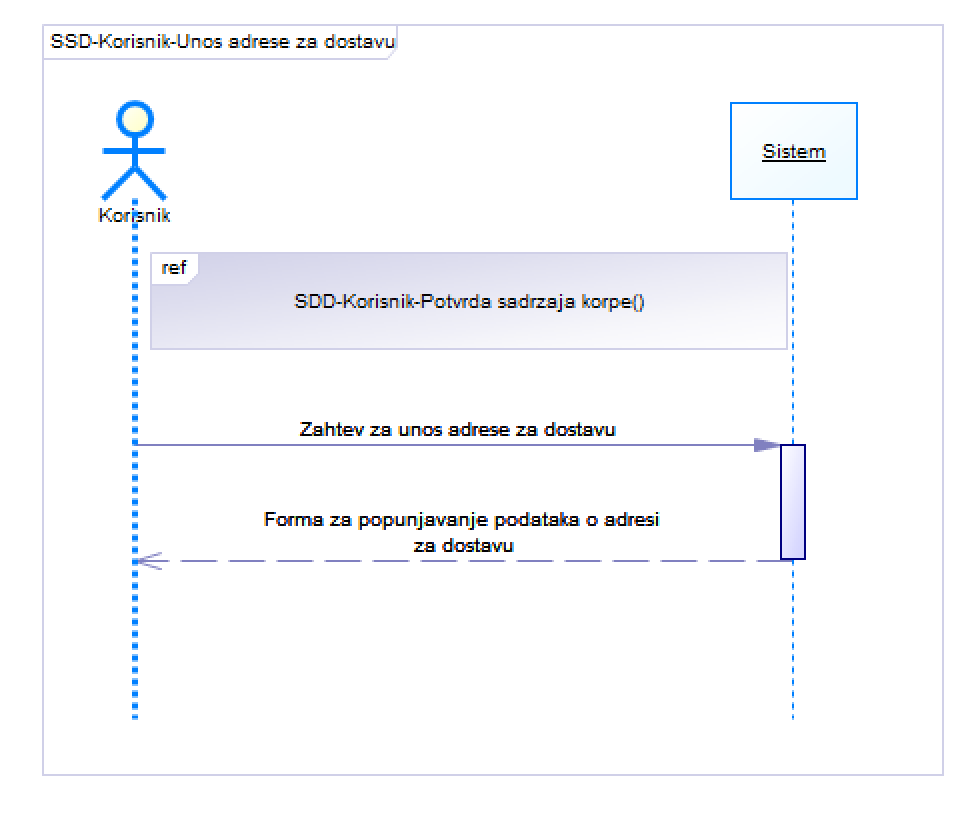 SSD-Korisnik-Unos adrese za dostavu
Korisnik
Sistem
ref
SDD-Korisnik-Potvrda sadrzaja korpe()
Zahtev za unos adrese za dostavu
Forma za popunjavanje podataka o adresi
za dostavu